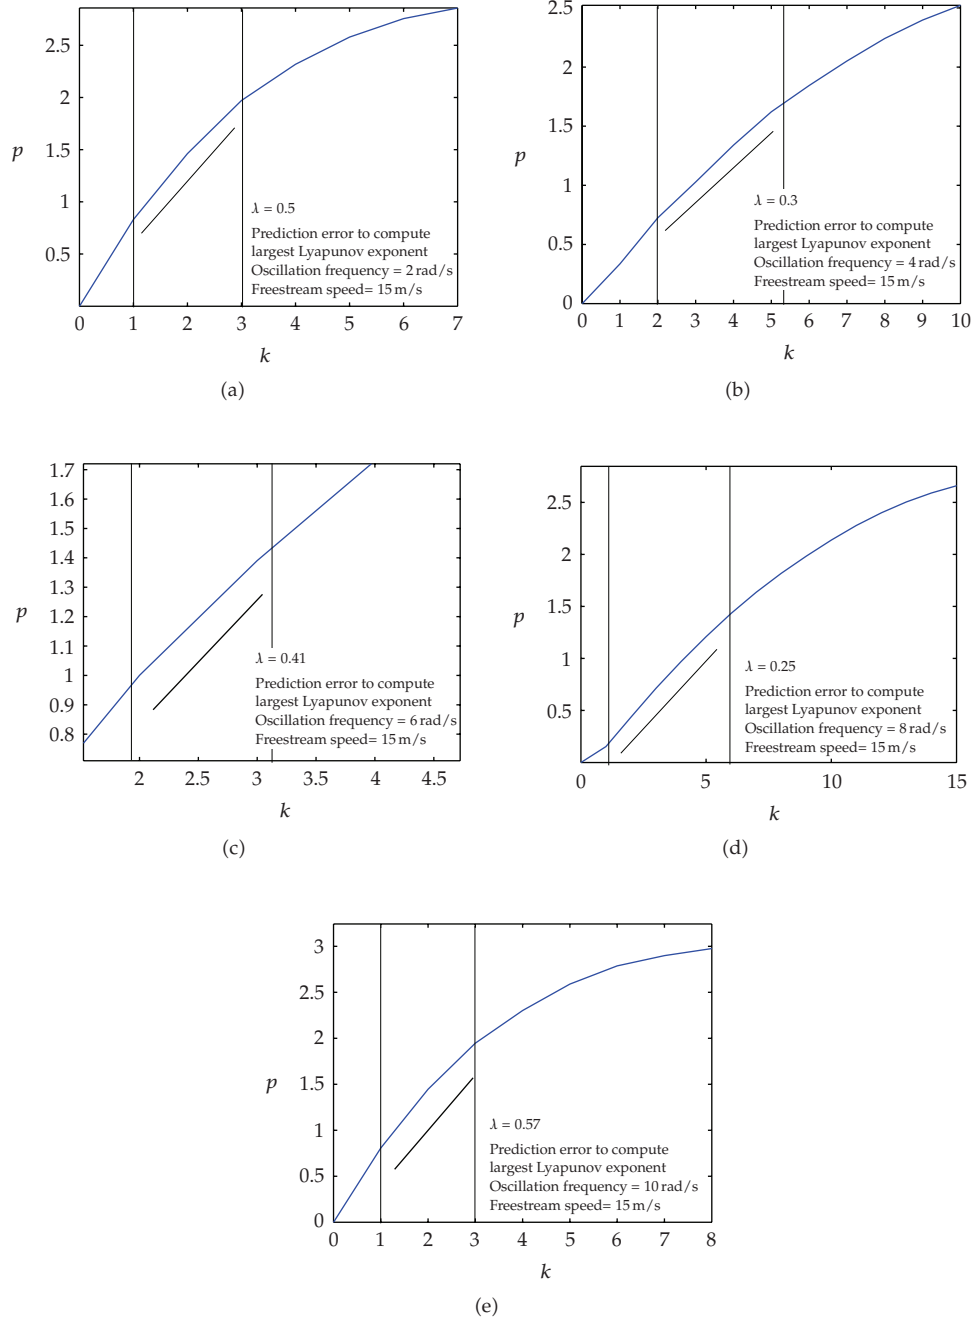 2.5
2
1.5
1
0.5
p
0 1 2 3 4 5 6 7
k
λ = 0.5
Prediction error to compute
largest Lyapunov exponent
Oscillation frequency = 2 rad/s
Freestream speed= 15 m/s
(a)
2.5
2
1.5
1
0.5
0
p
0 1 2 3 4 5 6 7 8 9 10
k
λ = 0.3
Prediction error to compute
largest Lyapunov exponent
Oscillation frequency = 4 rad/s
Freestream speed= 15 m/s
(b)
1.7
1.6
1.5
1.4
1.3
1.2
1.1
1
0.9
0.8
p
2 2.5 3 3.5 4 4.5
k
λ = 0.41
Prediction error to compute
largest Lyapunov exponent
Oscillation frequency = 6 rad/s
Freestream speed= 15 m/s
(c)
2.5
2
1.5
1
0.5
p
0 5 10 15
k
λ = 0.25
Prediction error to compute
largest Lyapunov exponent
Oscillation frequency = 8 rad/s
Freestream speed= 15 m/s
(d)
3
2.5
2
1.5
1
0.5
0
p
0 1 2 3 4 5 6 7 8
k
λ = 0.57
Prediction error to compute
largest Lyapunov exponent
Oscillation frequency = 10 rad/s
Freestream speed= 15 m/s
(e)